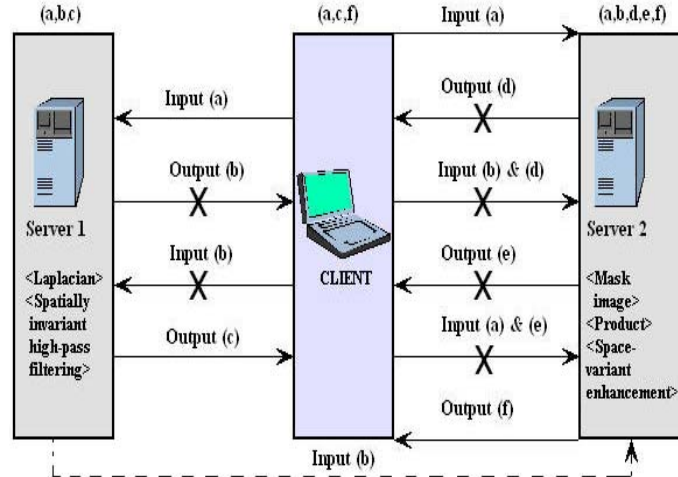 (a,b,c)
(a,c,f)
(a,b,d,e,f)
Input (a)
Input (a)
Output (d)
Output (b)
Input (b) & (d)
Server 1
Server 2
Input (b)
CLIENT
Output (e)
<Laplacian>
<Spatially
invariant
high-pass
filtering>
Output (c)
Input (a) & (e)
<Mask
image>
<Product>
<Space-
variant
enhancement>
Output (f)
Input (b)